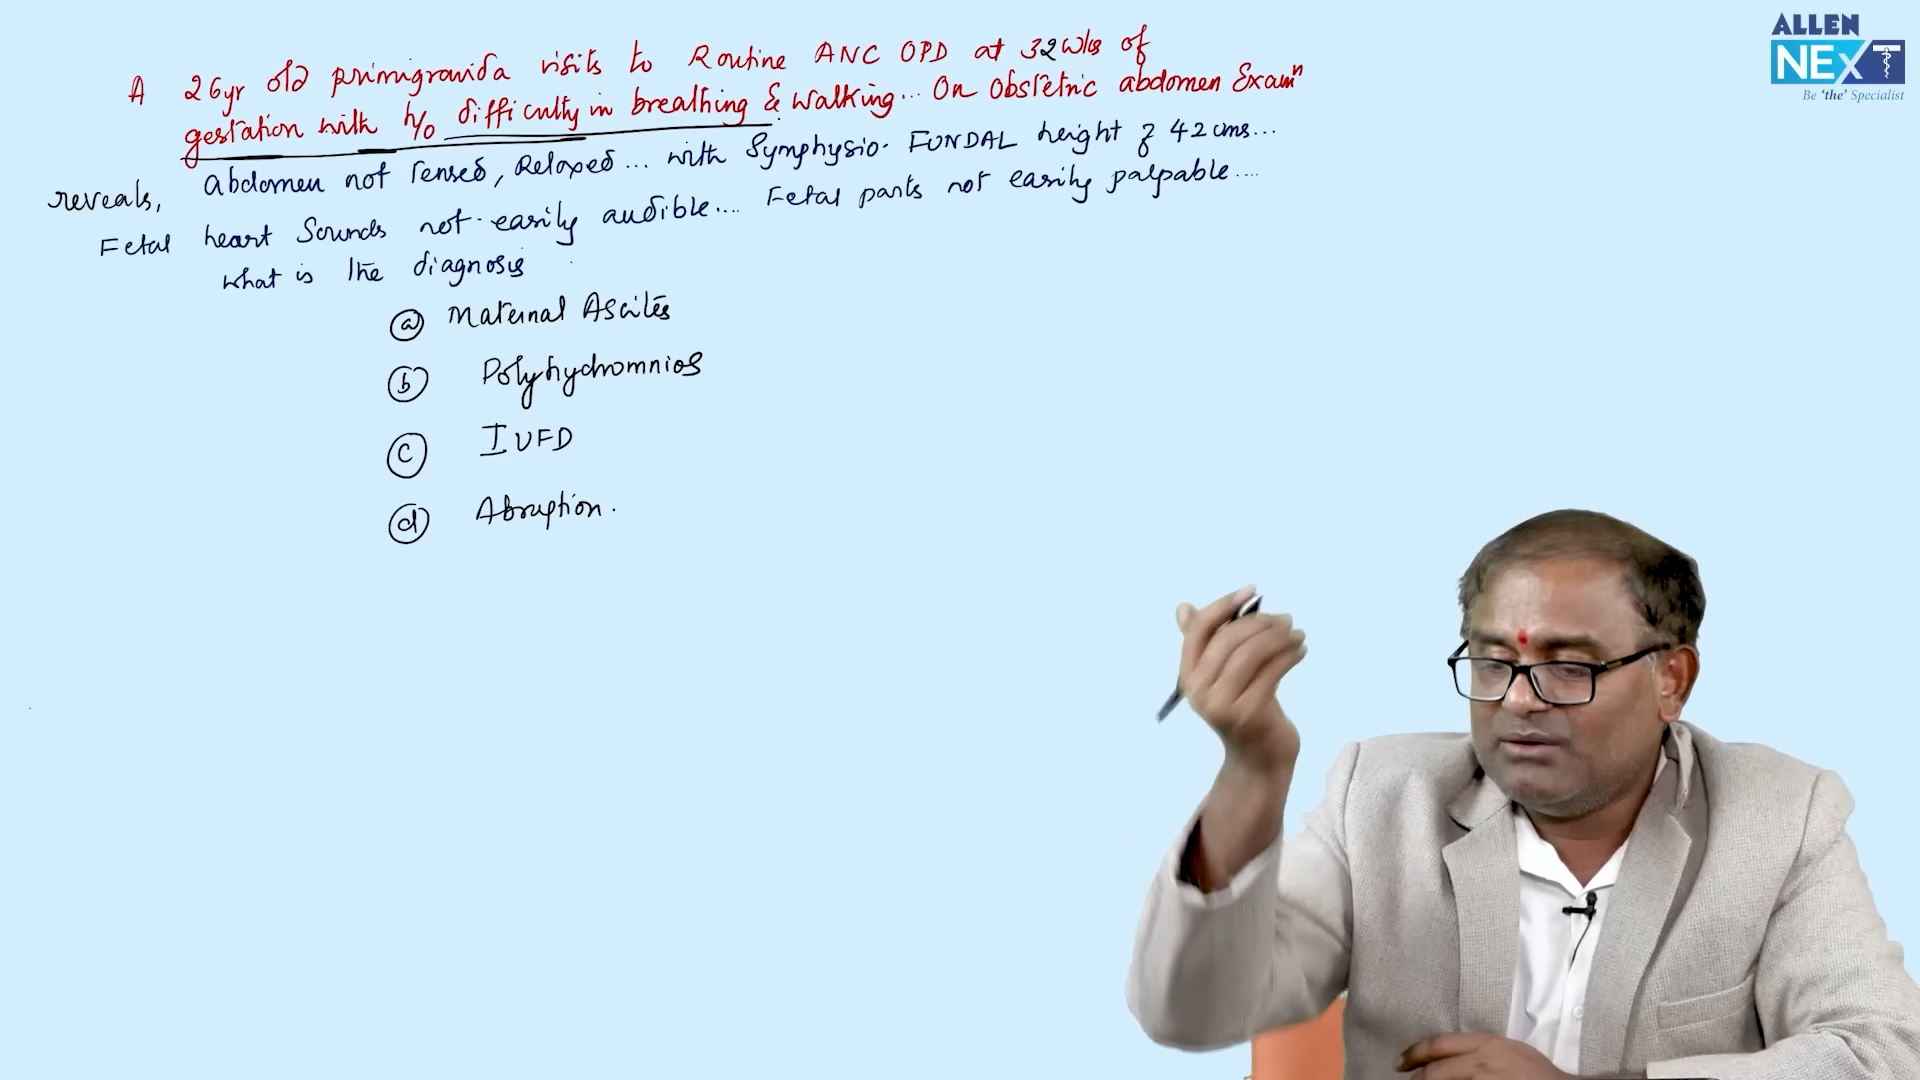 A 26yr old primigravida visits to Routine ANC OPD at 32wks of
gestation with h/o difficulty in breathing & walking... On Obstetric abdomen Examⁿ
reveals, abdomen not tensed, Relaxed... with Symphysio- FUNDAL height of 42 cms...
Fetal heart Sounds not easily audible.... Fetal parts not easily palpable....
what is the diagnosis
ⓐ Maternal Ascites
ⓑ Polyhydromnios
ⓒ IUFD
ⓓ Abruption.
ALLEN
NEXT
Be 'the' Specialist